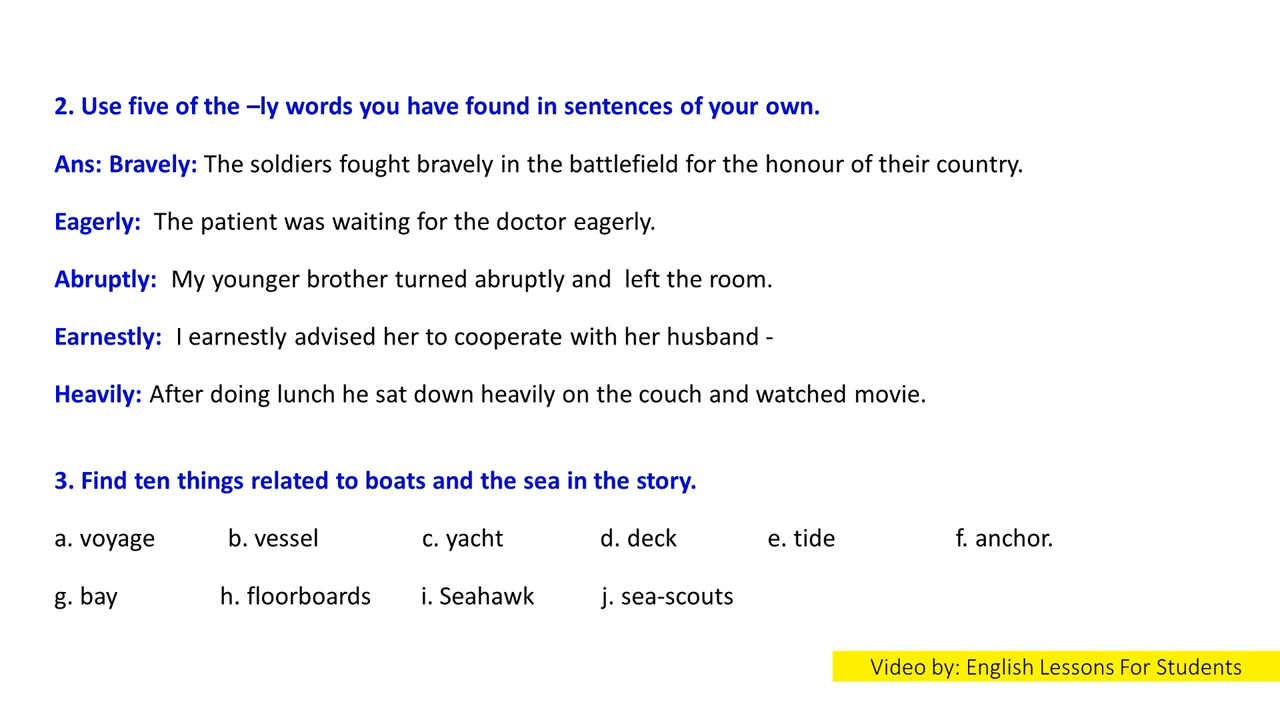 2. Use five of the –ly words you have found in sentences of your own.
Ans: Bravely: The soldiers fought bravely in the battlefield for the honour of their country.
Eagerly: The patient was waiting for the doctor eagerly.
Abruptly: My younger brother turned abruptly and left the room.
Earnestly: I earnestly advised her to cooperate with her husband -
Heavily: After doing lunch he sat down heavily on the couch and watched movie.
3. Find ten things related to boats and the sea in the story.
a. voyage b. vessel c. yacht d. deck e. tide f. anchor.
g. bay h. floorboards i. Seahawk j. sea-scouts
Video by: English Lessons For Students